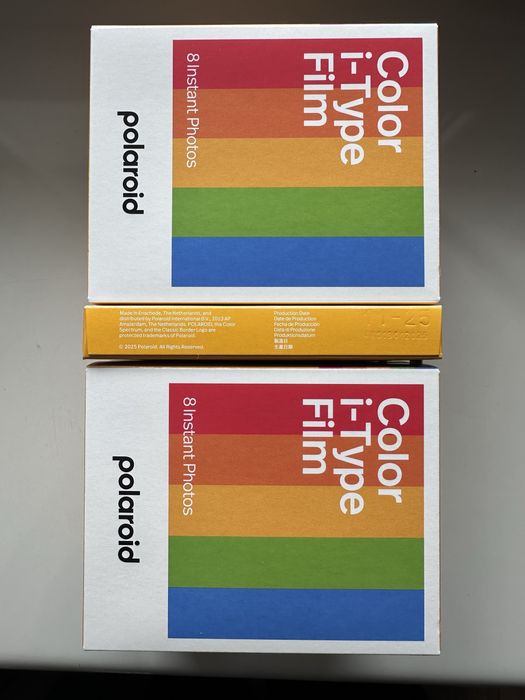 Color
i-Type
Film
8 Instant Photos
polaroid
Made in Enschede, The Netherlands, and
distributed by Polaroid International B.V., 1013 AP
Amsterdam, The Netherlands. POLAROID, the Color
Spectrum, and the Classic Border Logo are
protected trademarks of Polaroid.
© 2025 Polaroid. All Rights Reserved.
Production Date
Date de Production
Fecha de Producción
Data di Produzione
Produktionsdatum
製造日
生產日期
Color
i-Type
Film
8 Instant Photos
polaroid